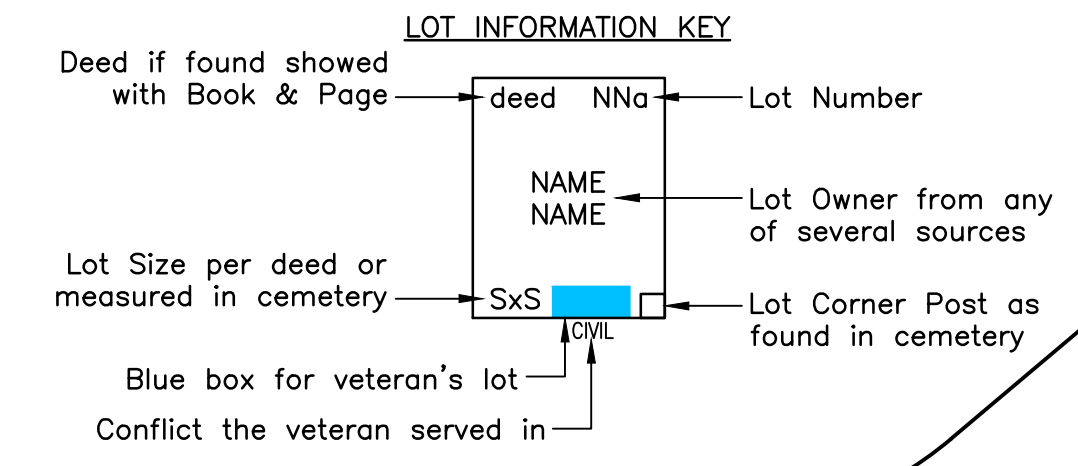 LOT INFORMATION KEY
Deed if found showed
with Book & Page
deed NNa
Lot Number
NAME
NAME
Lot Owner from any
of several sources
Lot Size per deed or
measured in cemetery
SxS
Lot Corner Post as
found in cemetery
CIVIL
Blue box for veteran's lot
Conflict the veteran served in